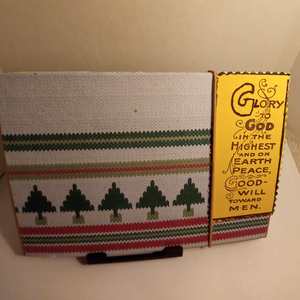 Glory
to
God
in the
Highest
and on
Earth
Peace,
Good-
will
toward
men.